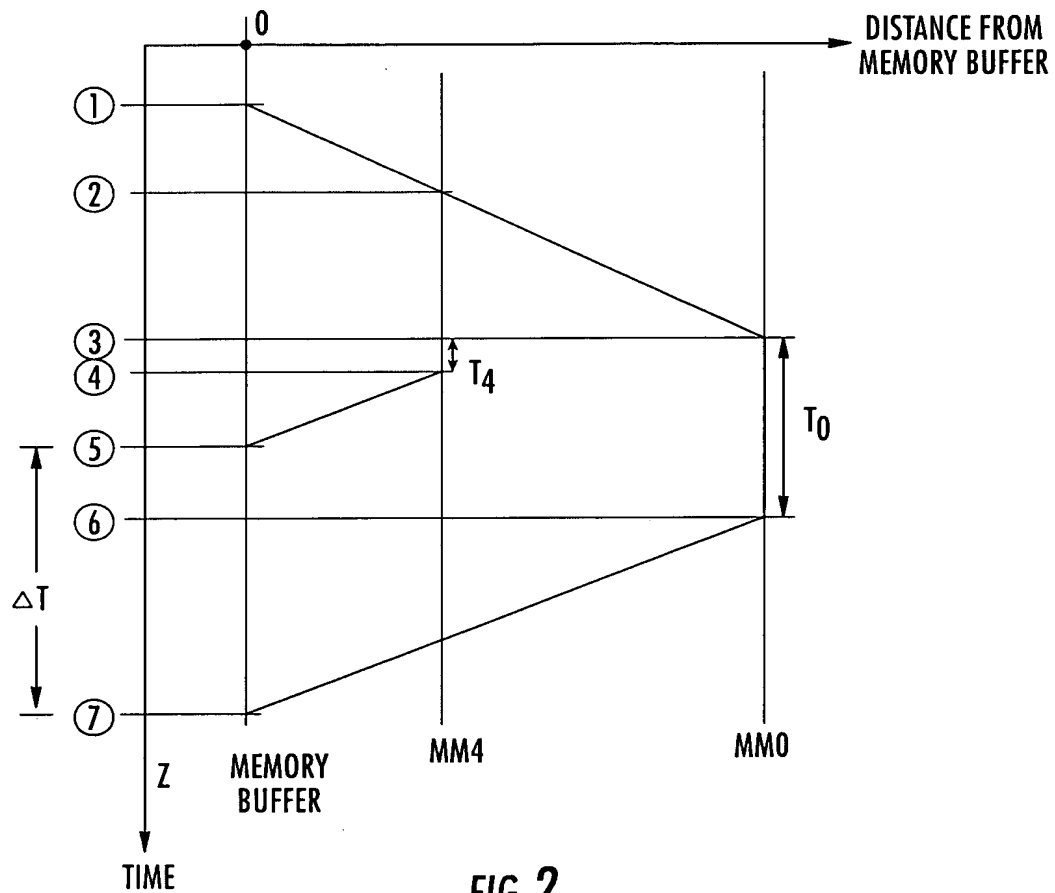 0
DISTANCE FROM
MEMORY BUFFER
1
2
3
4
T4
T0
5
6
ΔT
7
MM4
MM0
Z
MEMORY
BUFFER
TIME
FIG. 2